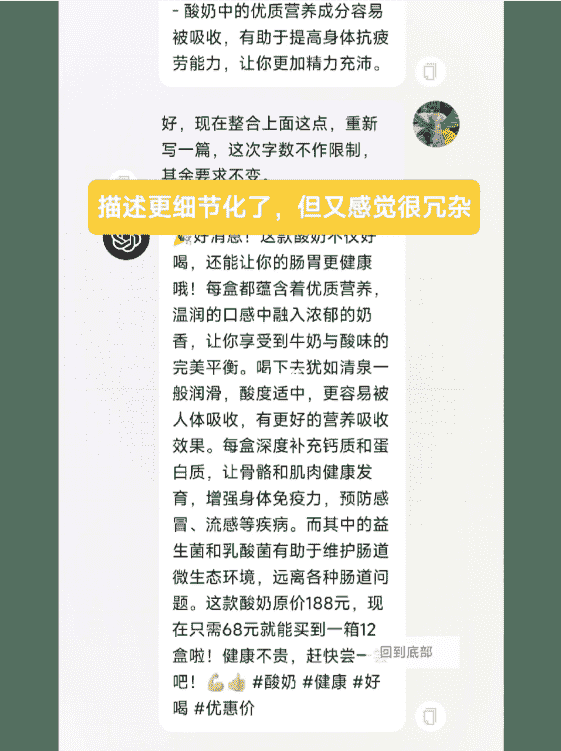 - 酸奶中的优质营养成分容易
被吸收，有助于提高身体抗疲
劳能力，让你更加精力充沛。
好，现在整合上面这点，重新
写一篇，这次字数不作限制，
其余要求不变。
描述更细节化了，但又感觉很冗杂
🎉好消息！这款酸奶不仅好
喝，还能让你的肠胃更健康
哦！每盒都蕴含着优质营养，
温润的口感中融入浓郁的奶
香，让你享受到牛奶与酸味的
完美平衡。喝下去犹如清泉一
般润滑，酸度适中，更容易被
人体吸收，有更好的营养吸收
效果。每盒深度补充钙质和蛋
白质，让骨骼和肌肉健康发
育，增强身体免疫力，预防感
冒、流感等疾病。而其中的益
生菌和乳酸菌有助于维护肠道
微生态环境，远离各种肠道问
题。这款酸奶原价188元，现
在只需68元就能买到一箱12
盒啦！健康不贵，赶快尝一
回到底部
吧！💪👍 #酸奶 #健康 #好
喝 #优惠价